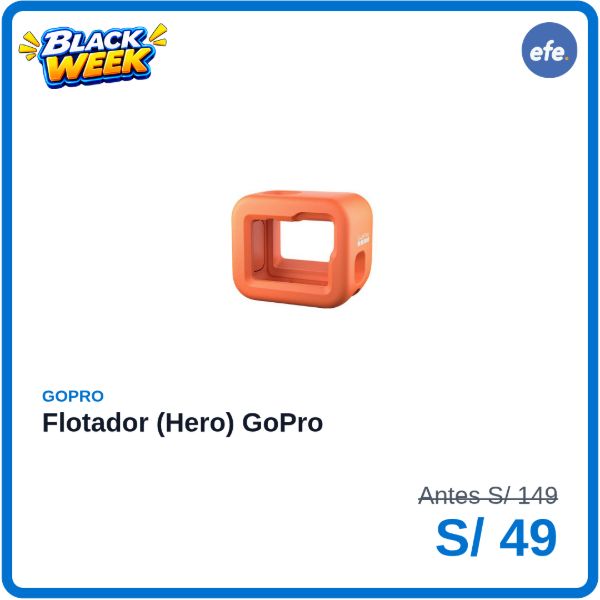 BLACK
WEEK
efe.
GOPRO
Flotador (Hero) GoPro
Antes S/ 149
S/ 49